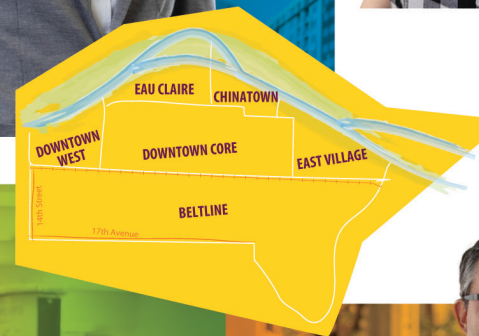 EAU CLAIRE
CHINATOWN
DOWNTOWN
WEST
DOWNTOWN CORE
EAST VILLAGE
14th Street
BELTLINE
17th Avenue